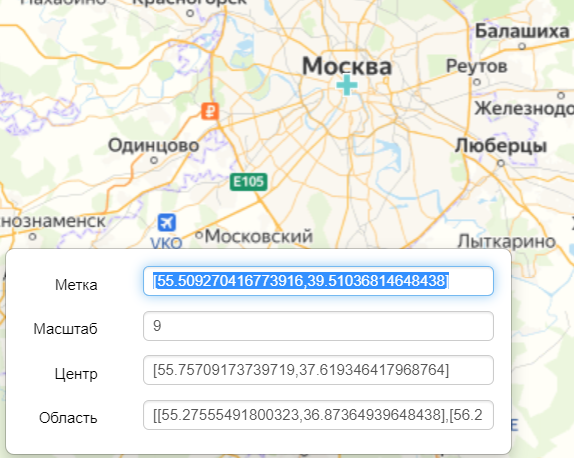 Нахабино
Красногорск
Балашиха
Москва
Реутов
₽
Железнодо
Одинцово
Люберцы
E105
нознаменск
VKO
Московский
Лыткарино
Метка [55.509270416773916,39.51036814648438]
Масштаб 9
Центр [55.75709173739719,37.619346417968764]
Область [[55.27555491800323,36.87364939648438],[56.2
E